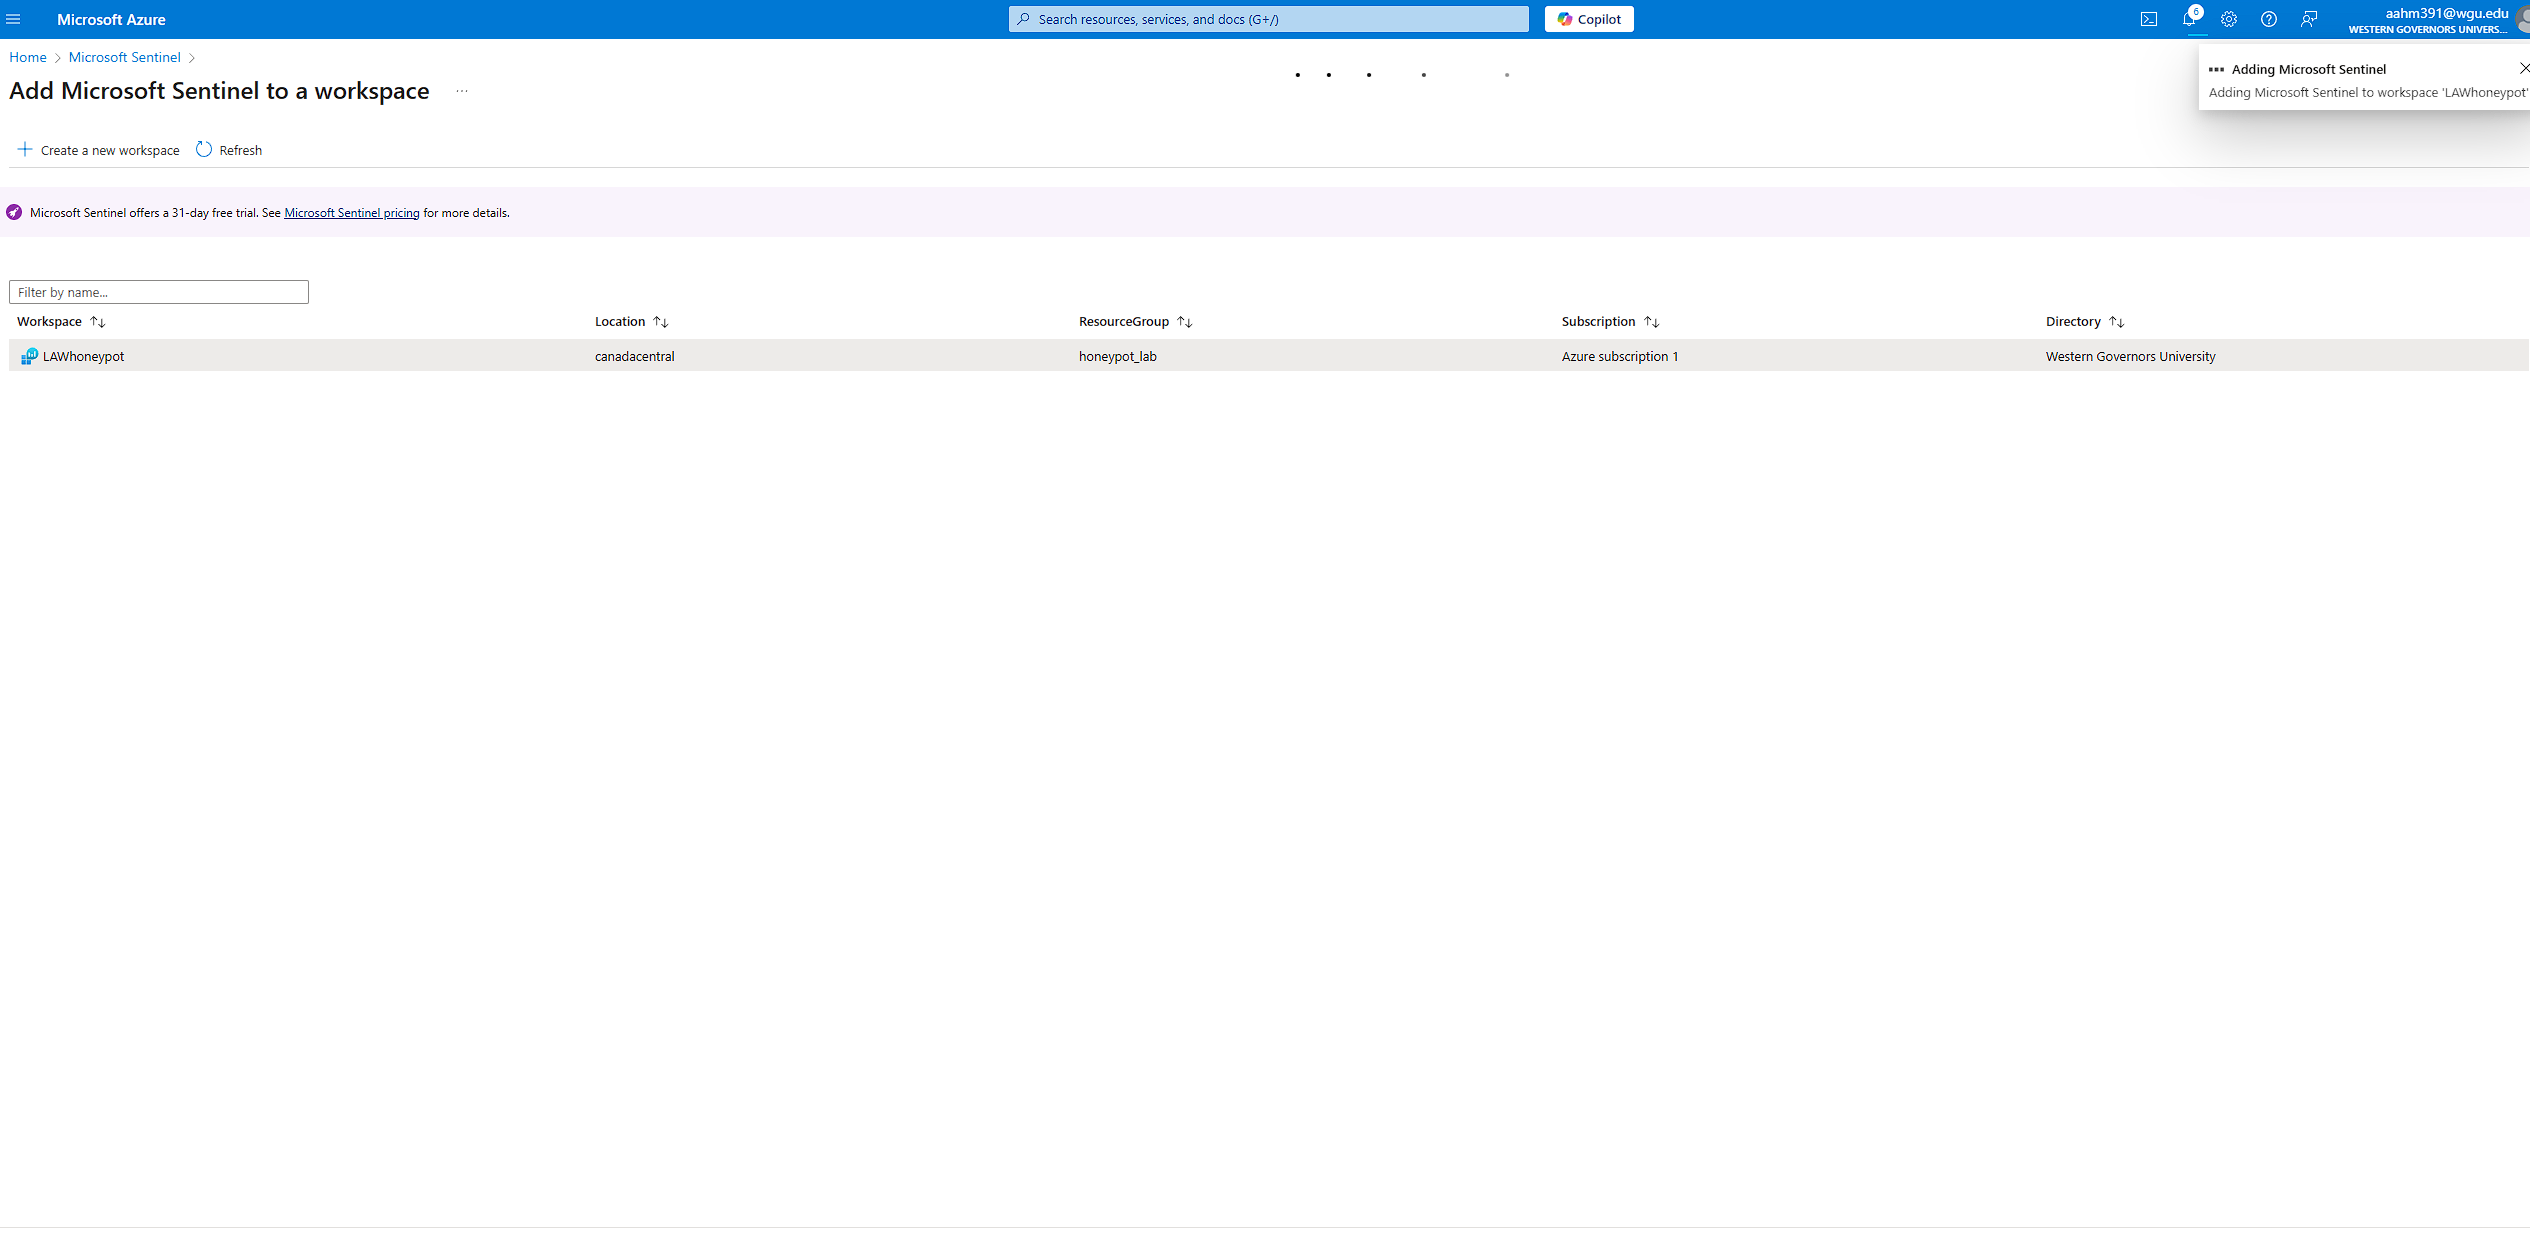 Microsoft Azure
Search resources, services, and docs (G+/)
Copilot
6
aahm391@wgu.edu
WESTERN GOVERNORS UNIVERS...
Home > Microsoft Sentinel >
Add Microsoft Sentinel to a workspace ...
Adding Microsoft Sentinel
Adding Microsoft Sentinel to workspace 'LAWhoneypot'
Create a new workspace Refresh
Microsoft Sentinel offers a 31-day free trial. See Microsoft Sentinel pricing for more details.
Filter by name...
Workspace Location ResourceGroup Subscription Directory
LAWhoneypot canadacentral honeypot_lab Azure subscription 1 Western Governors University